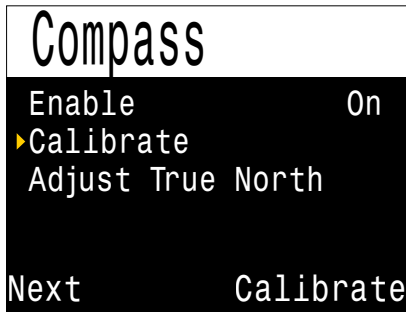 Compass
Enable On
Calibrate
Adjust True North
Next Calibrate